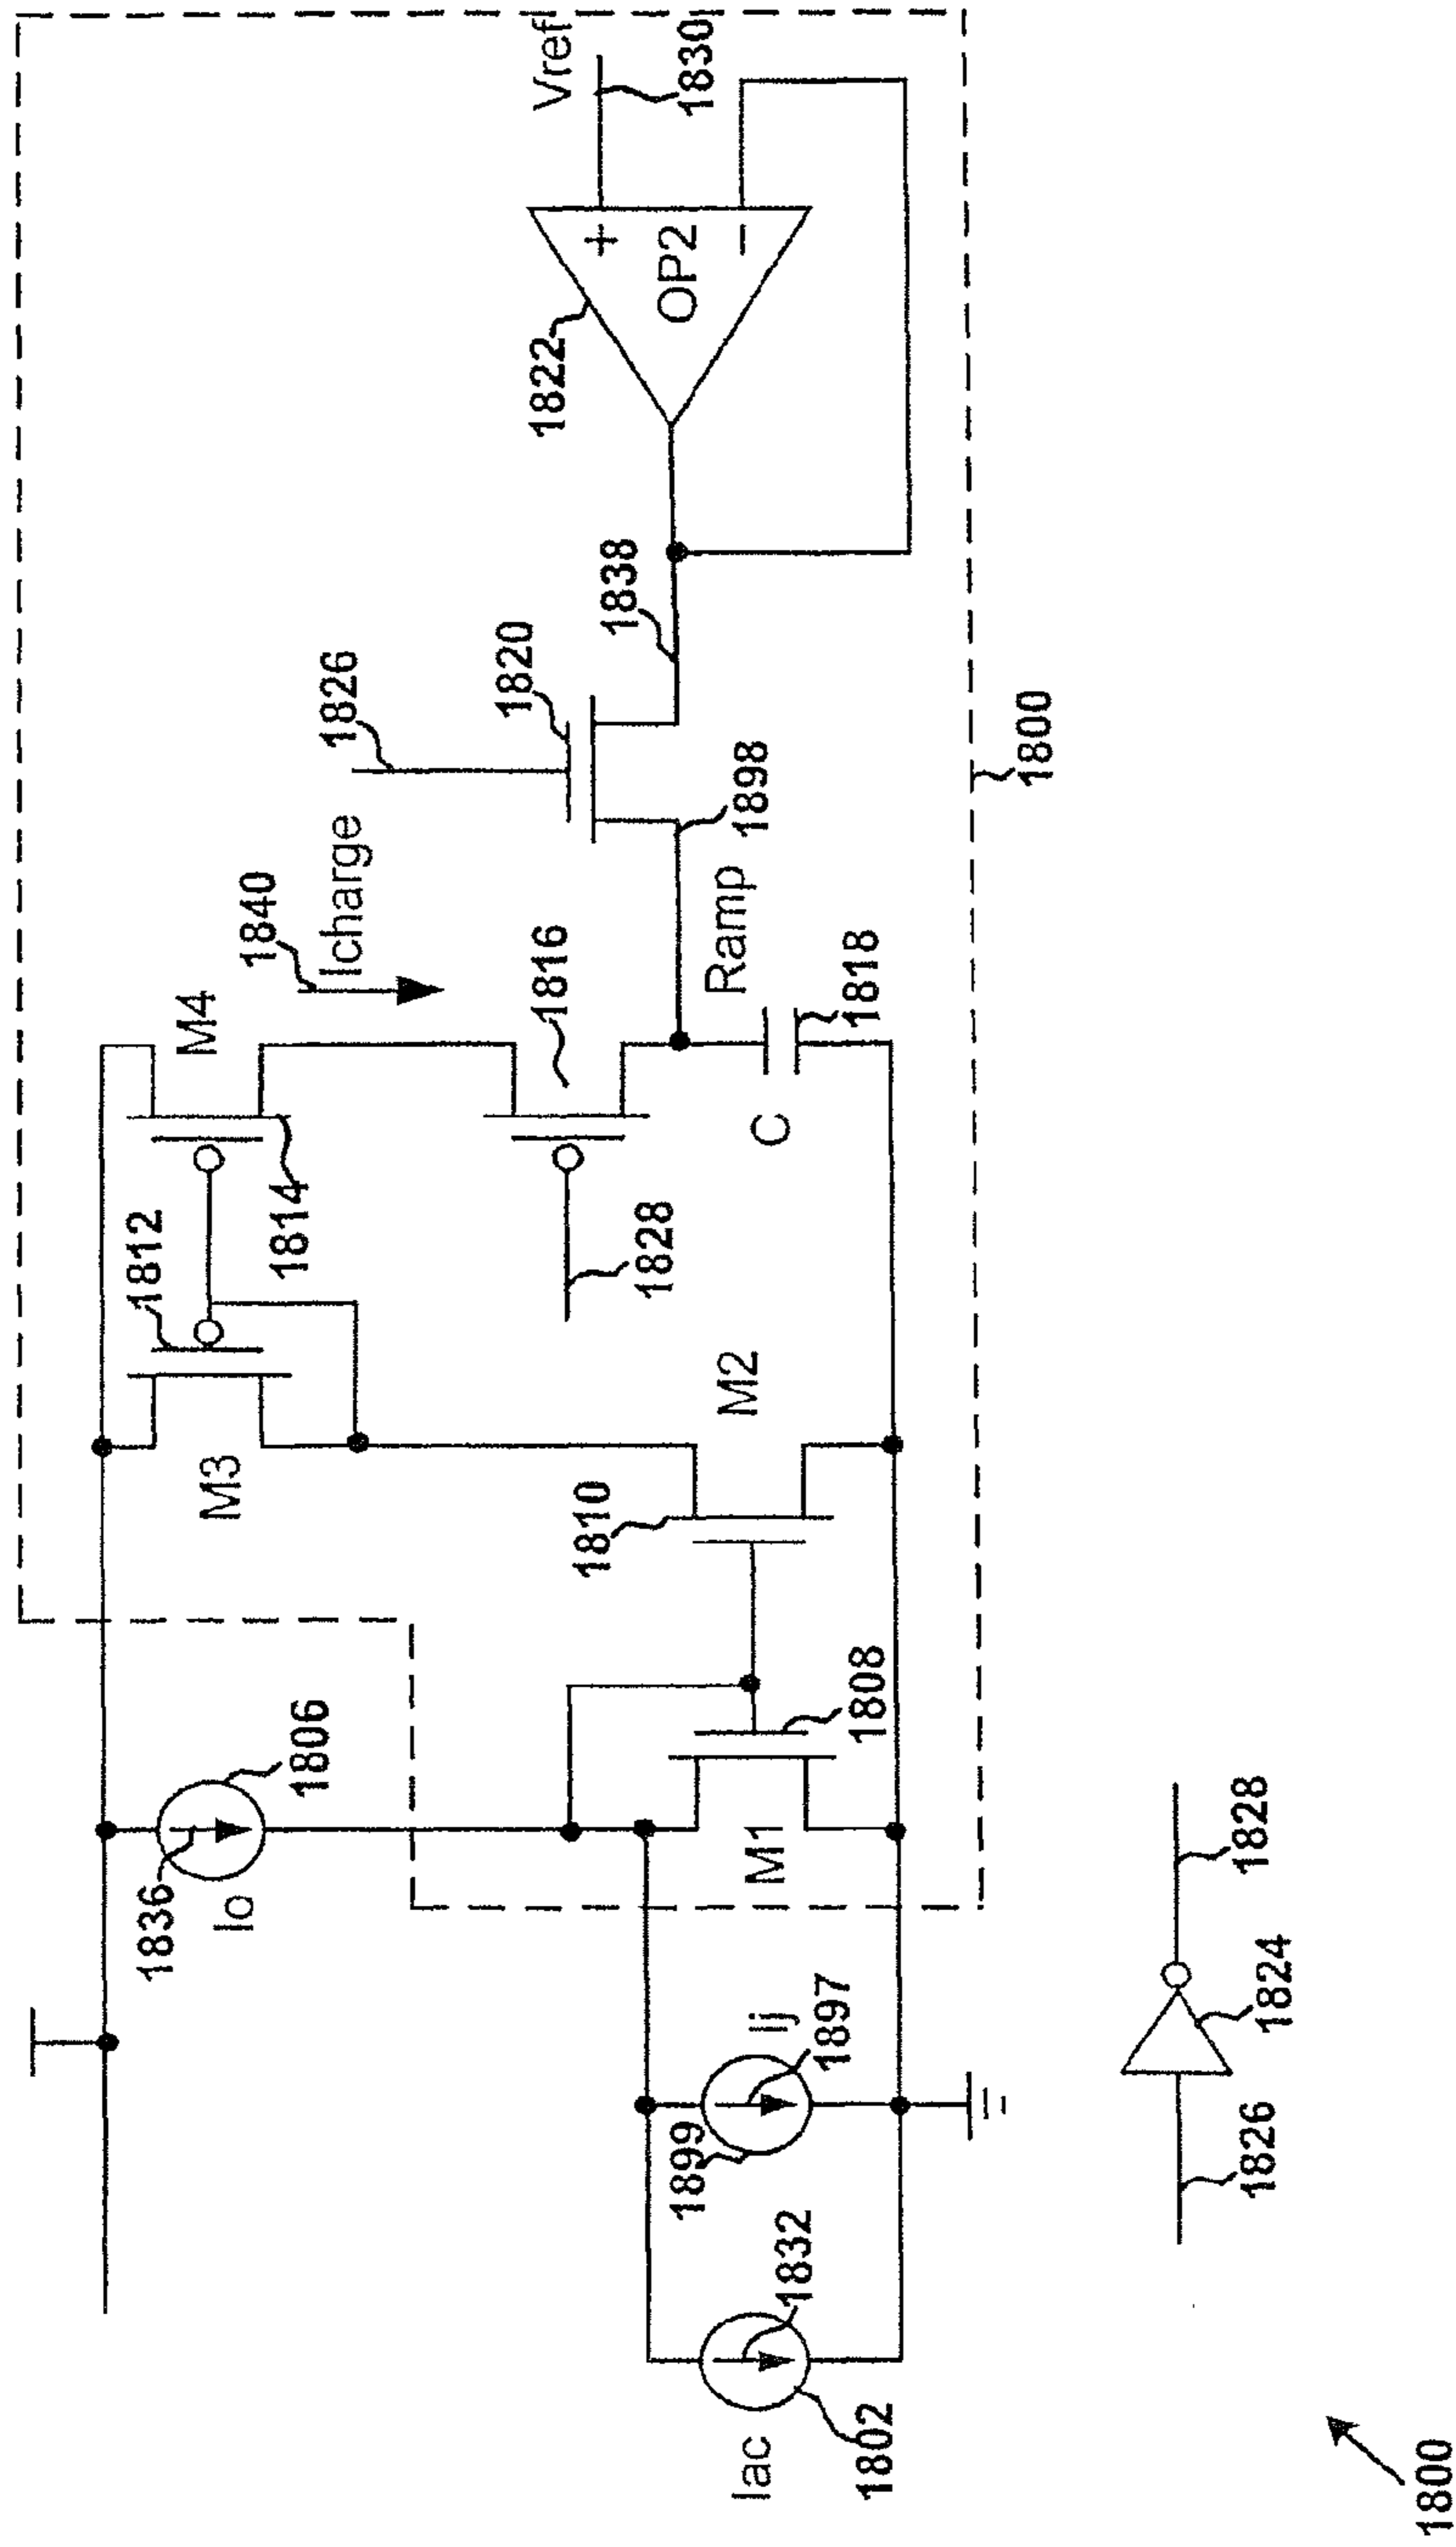 1836
Io
1806
1812
M3
M4
1814
1840
Icharge
1816
1828
1826
1820
1838
1898
Ramp
C
1818
1822
OP2
+
−
Vref
1830
1810
M2
M1
1808
Iac
1802
1832
1899
Ij
1897
1800
1826
1824
1828
1800